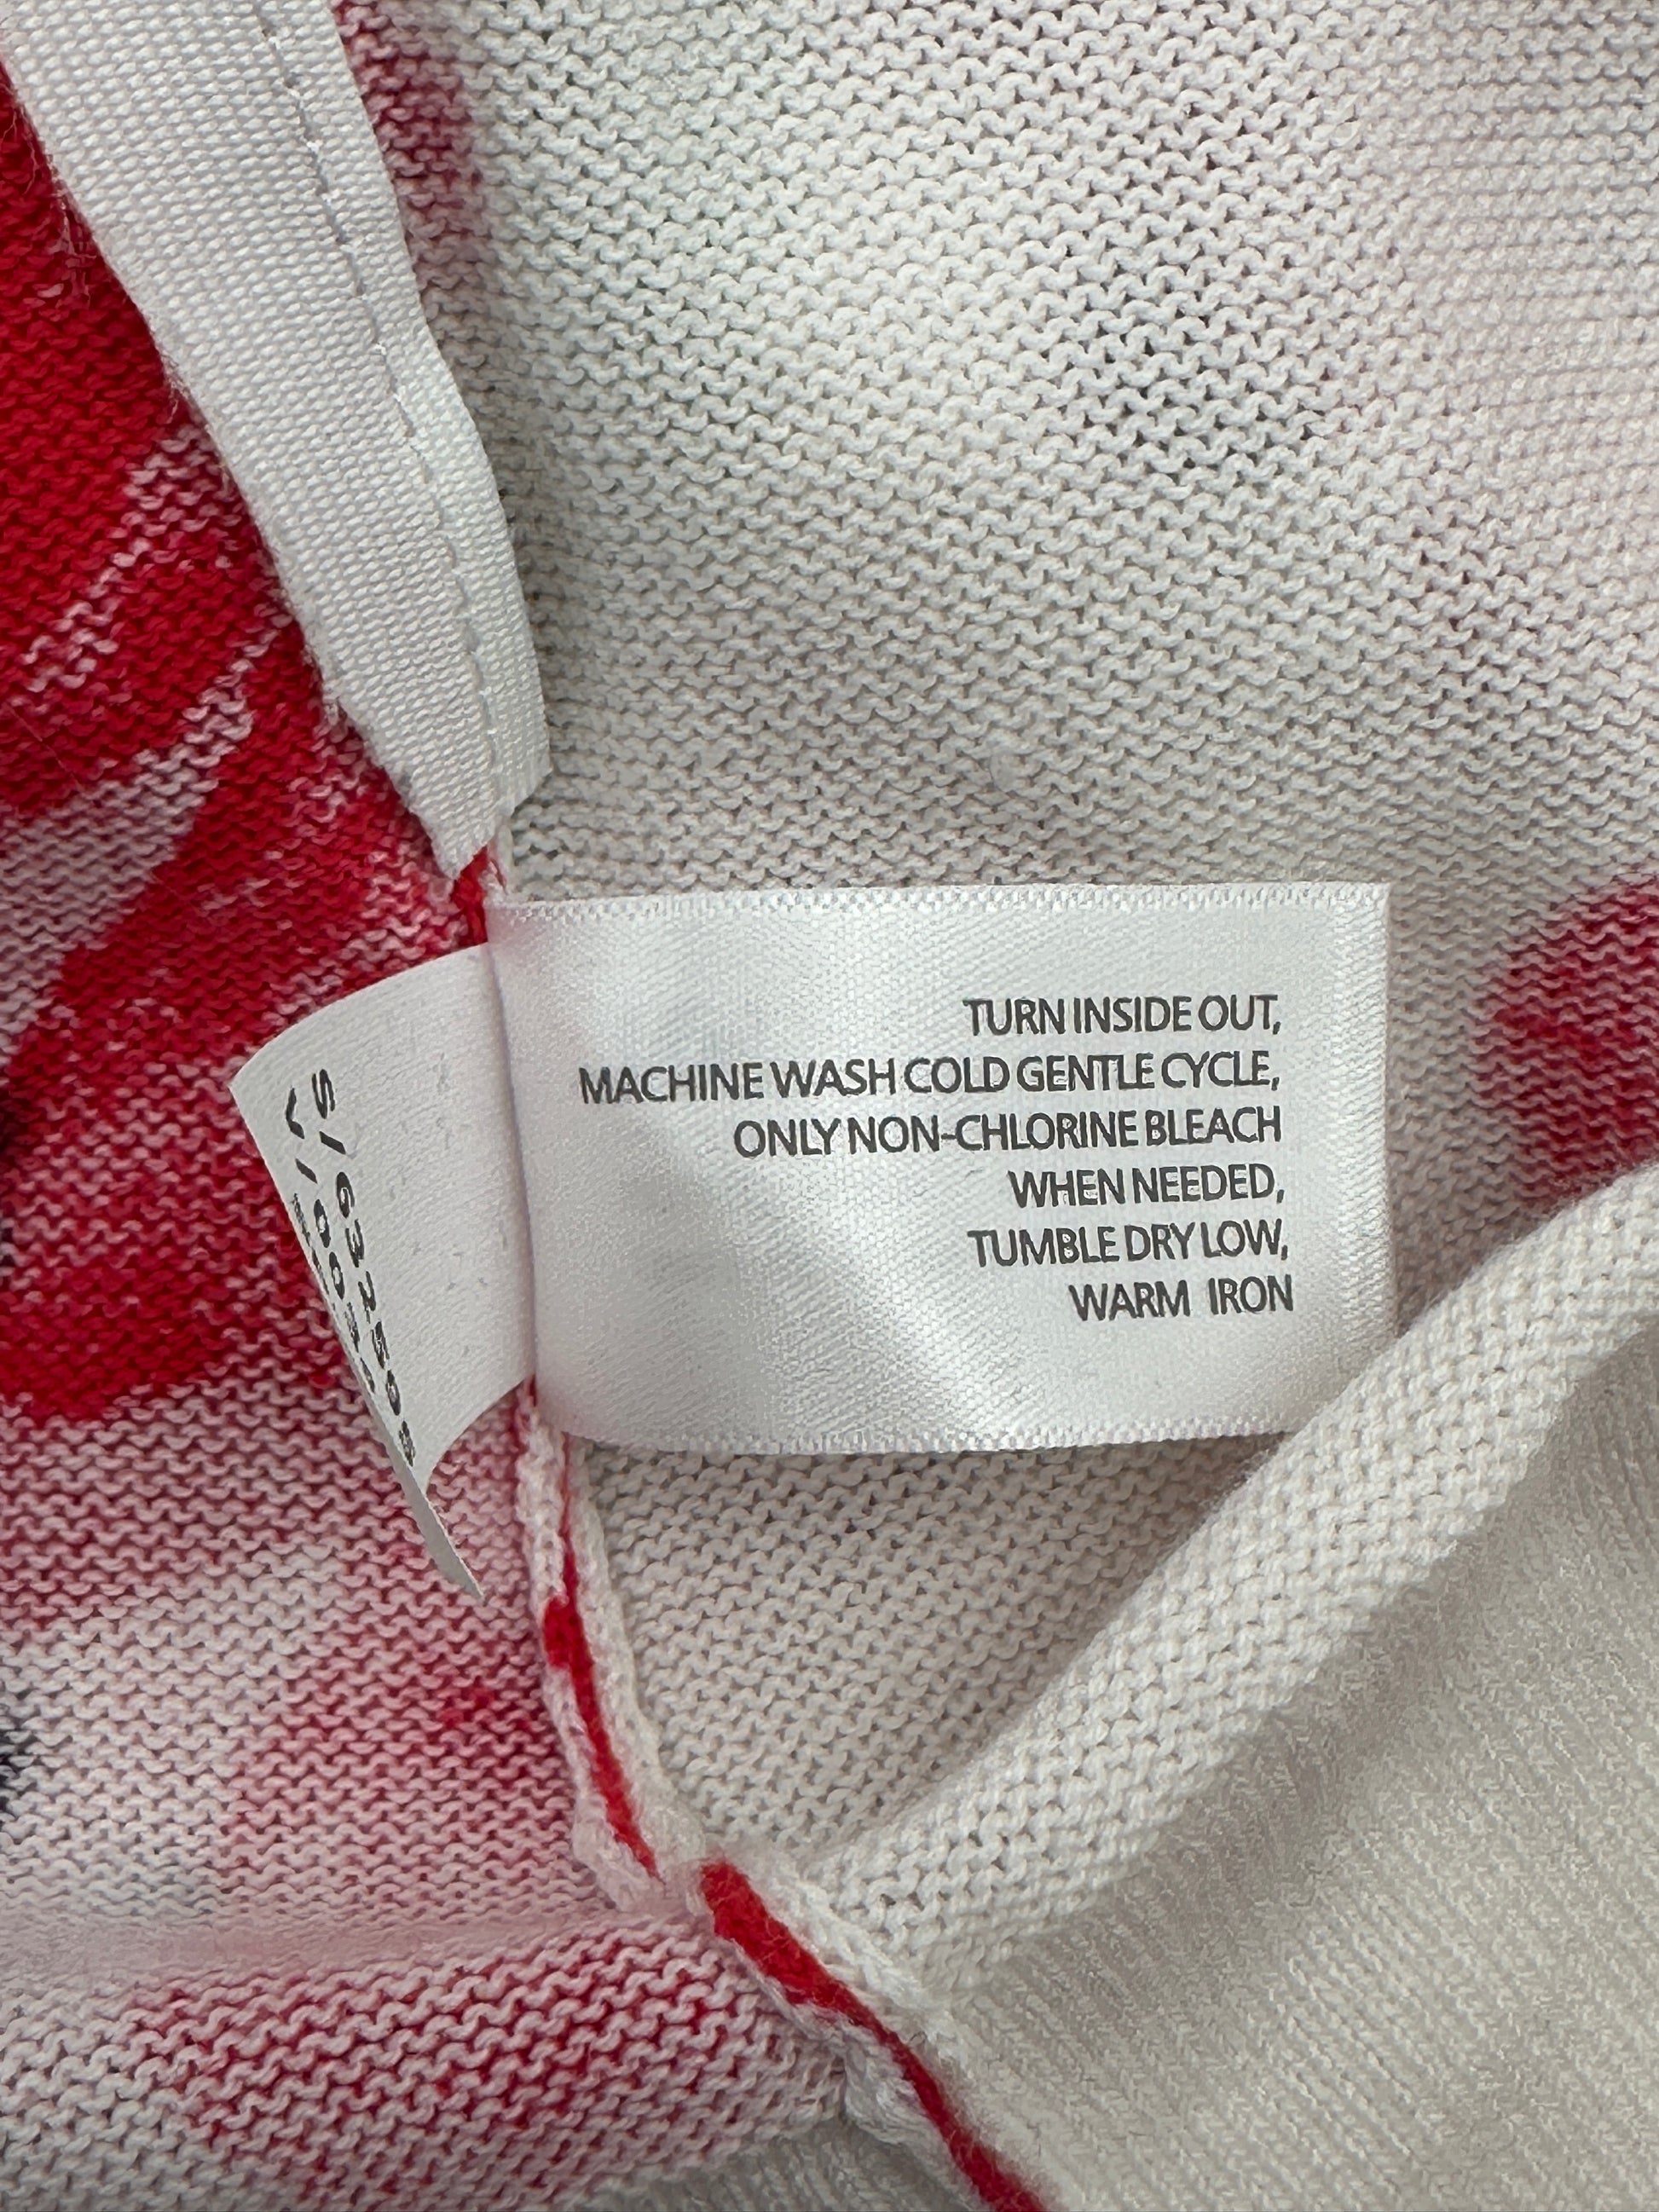 TURN INSIDE OUT,
MACHINE WASH COLD GENTLE CYCLE,
ONLY NON-CHLORINE BLEACH
WHEN NEEDED,
TUMBLE DRY LOW,
WARM IRON